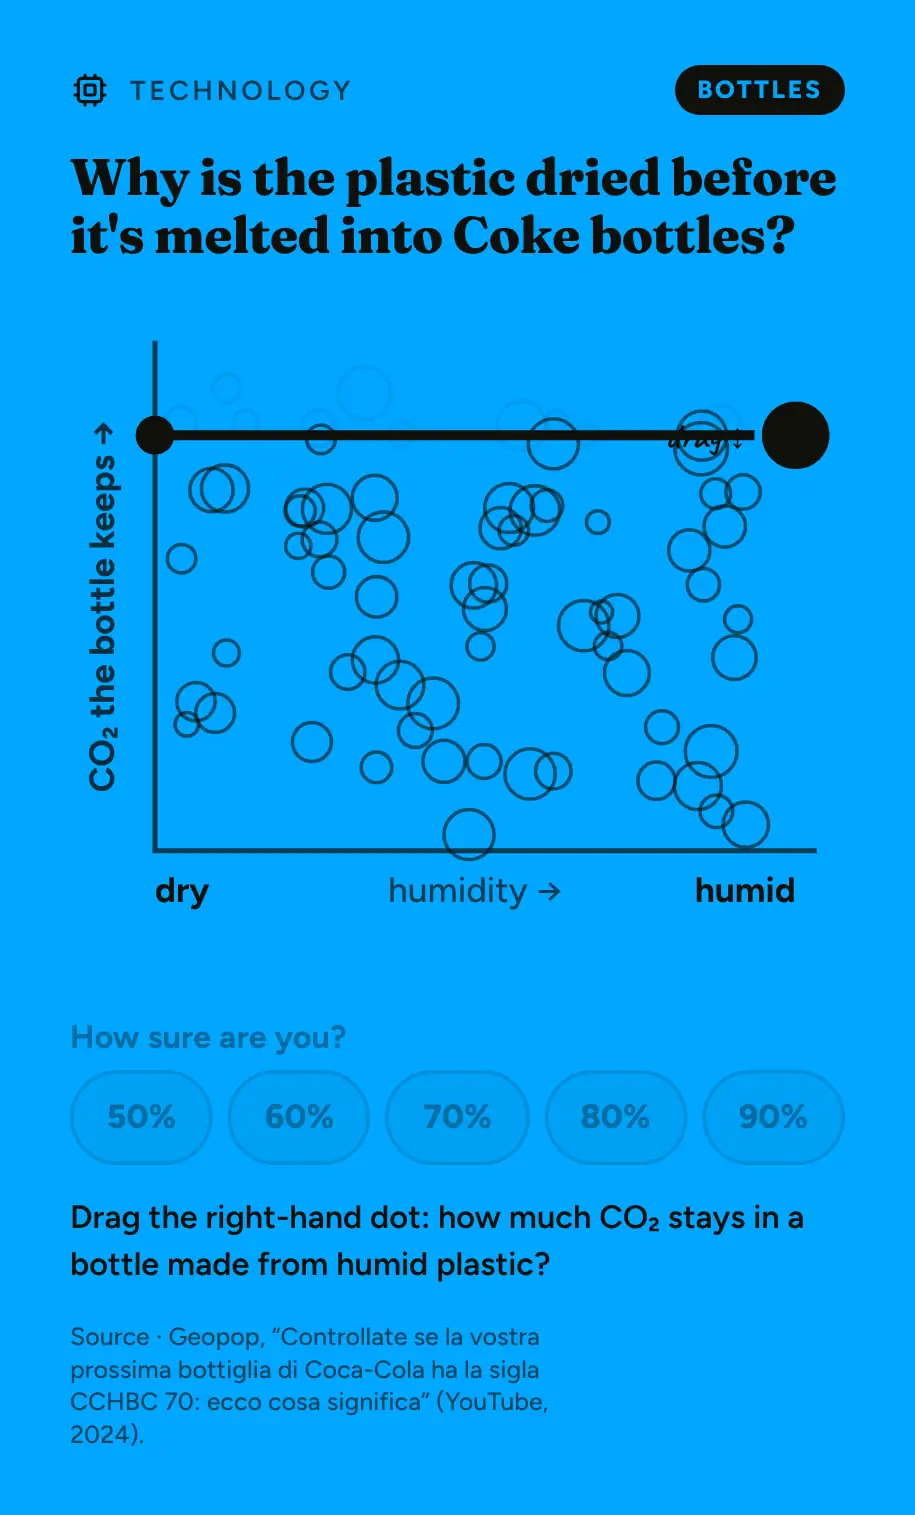 TECHNOLOGY
BOTTLES
Why is the plastic dried before
it's melted into Coke bottles?
CO₂ the bottle keeps →
drag ↕
dry
humidity →
humid
How sure are you?
50%
60%
70%
80%
90%
Drag the right-hand dot: how much CO₂ stays in a
bottle made from humid plastic?
Source · Geopop, “Controllate se la vostra
prossima bottiglia di Coca-Cola ha la sigla
CCHBC 70: ecco cosa significa” (YouTube,
2024).